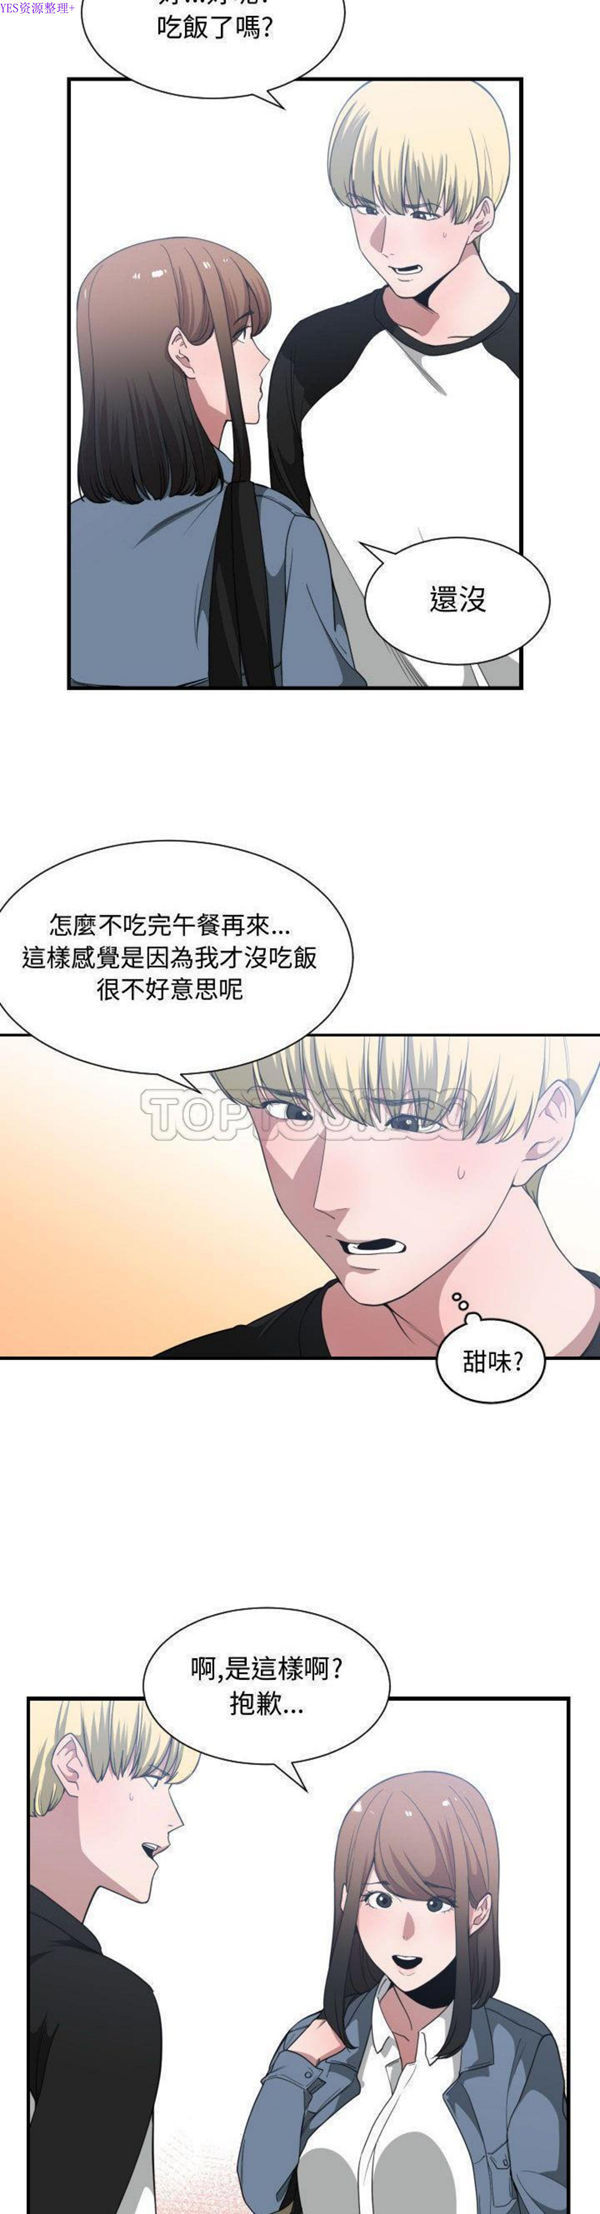 YES资源整理+
吃飯了嗎?
還沒
怎麼不吃完午餐再來...
這樣感覺是因為我才沒吃飯
很不好意思呢
甜味?
啊,是這樣啊?
抱歉...